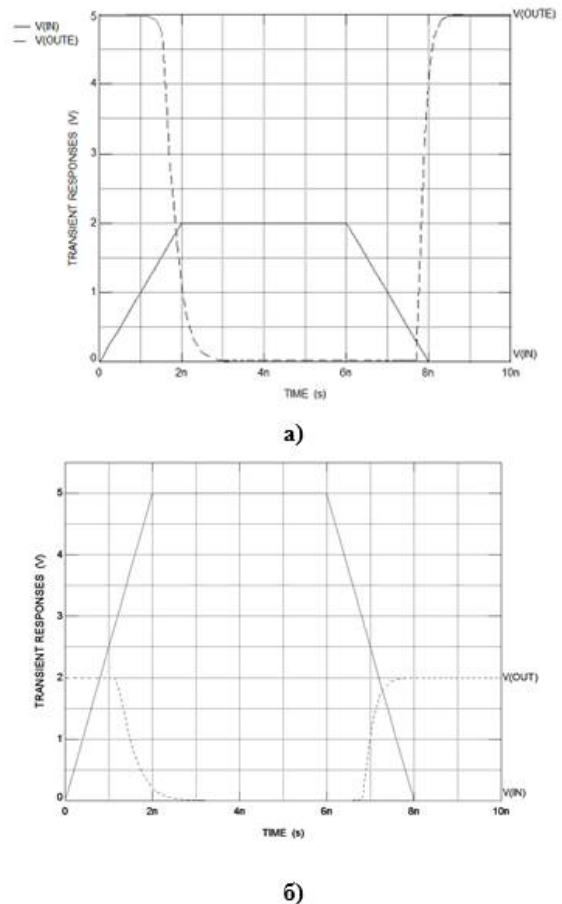 V(IN)
V(OUTE)
TRANSIENT RESPONSES (V)
5
4
3
2
1
0
0
2n
4n
6n
8n
10n
TIME (s)
V(OUTE)
V(IN)
а)
TRANSIENT RESPONSES (V)
5
4
3
2
1
0
0
2n
4n
6n
8n
10n
TIME (s)
V(OUT)
V(IN)
б)